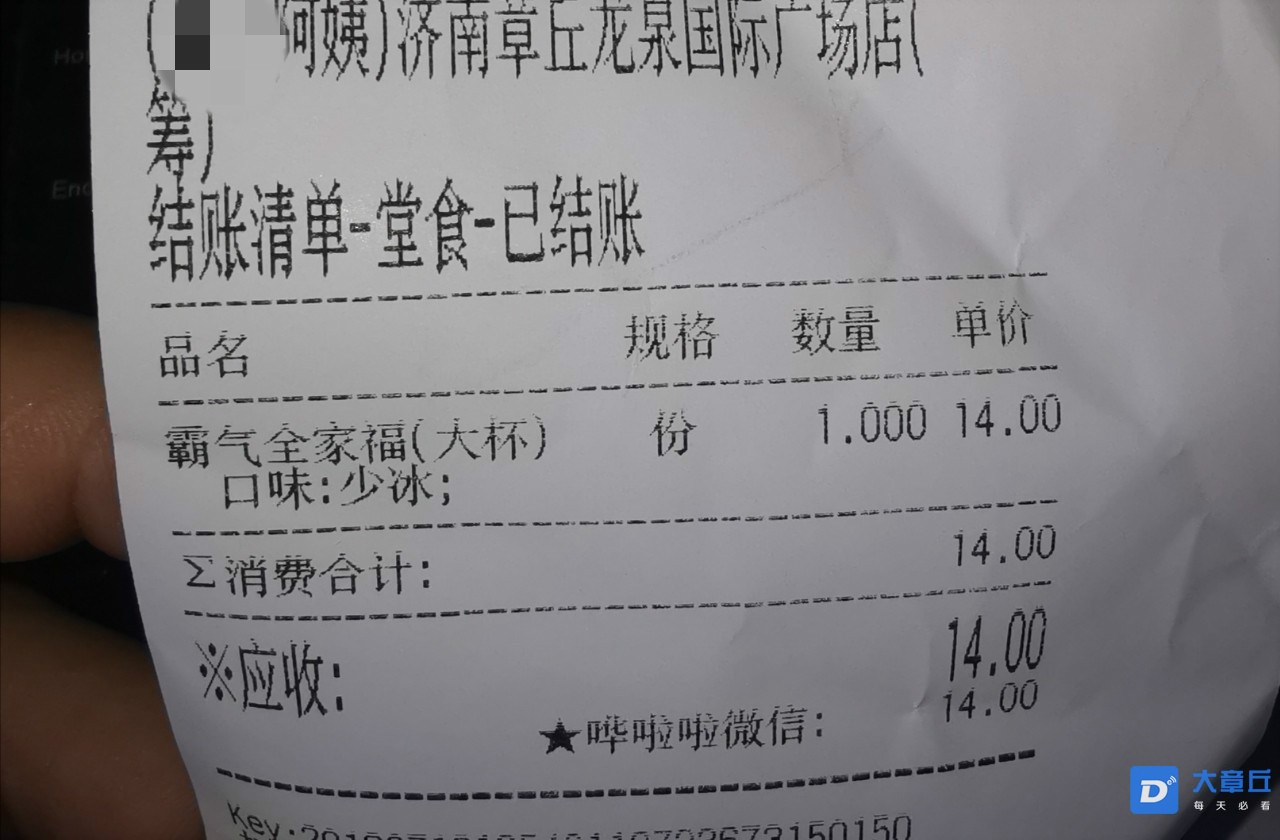 阿姨)济南章丘龙泉国际广场店(
筹)
结账清单-堂食-已结账
品名 规格 数量 单价
霸气全家福(大杯) 份 1.000 14.00
口味:少冰;
Σ消费合计: 14.00
※应收: 14.00
★哗啦啦微信: 14.00
Key:
大章丘
每天必看